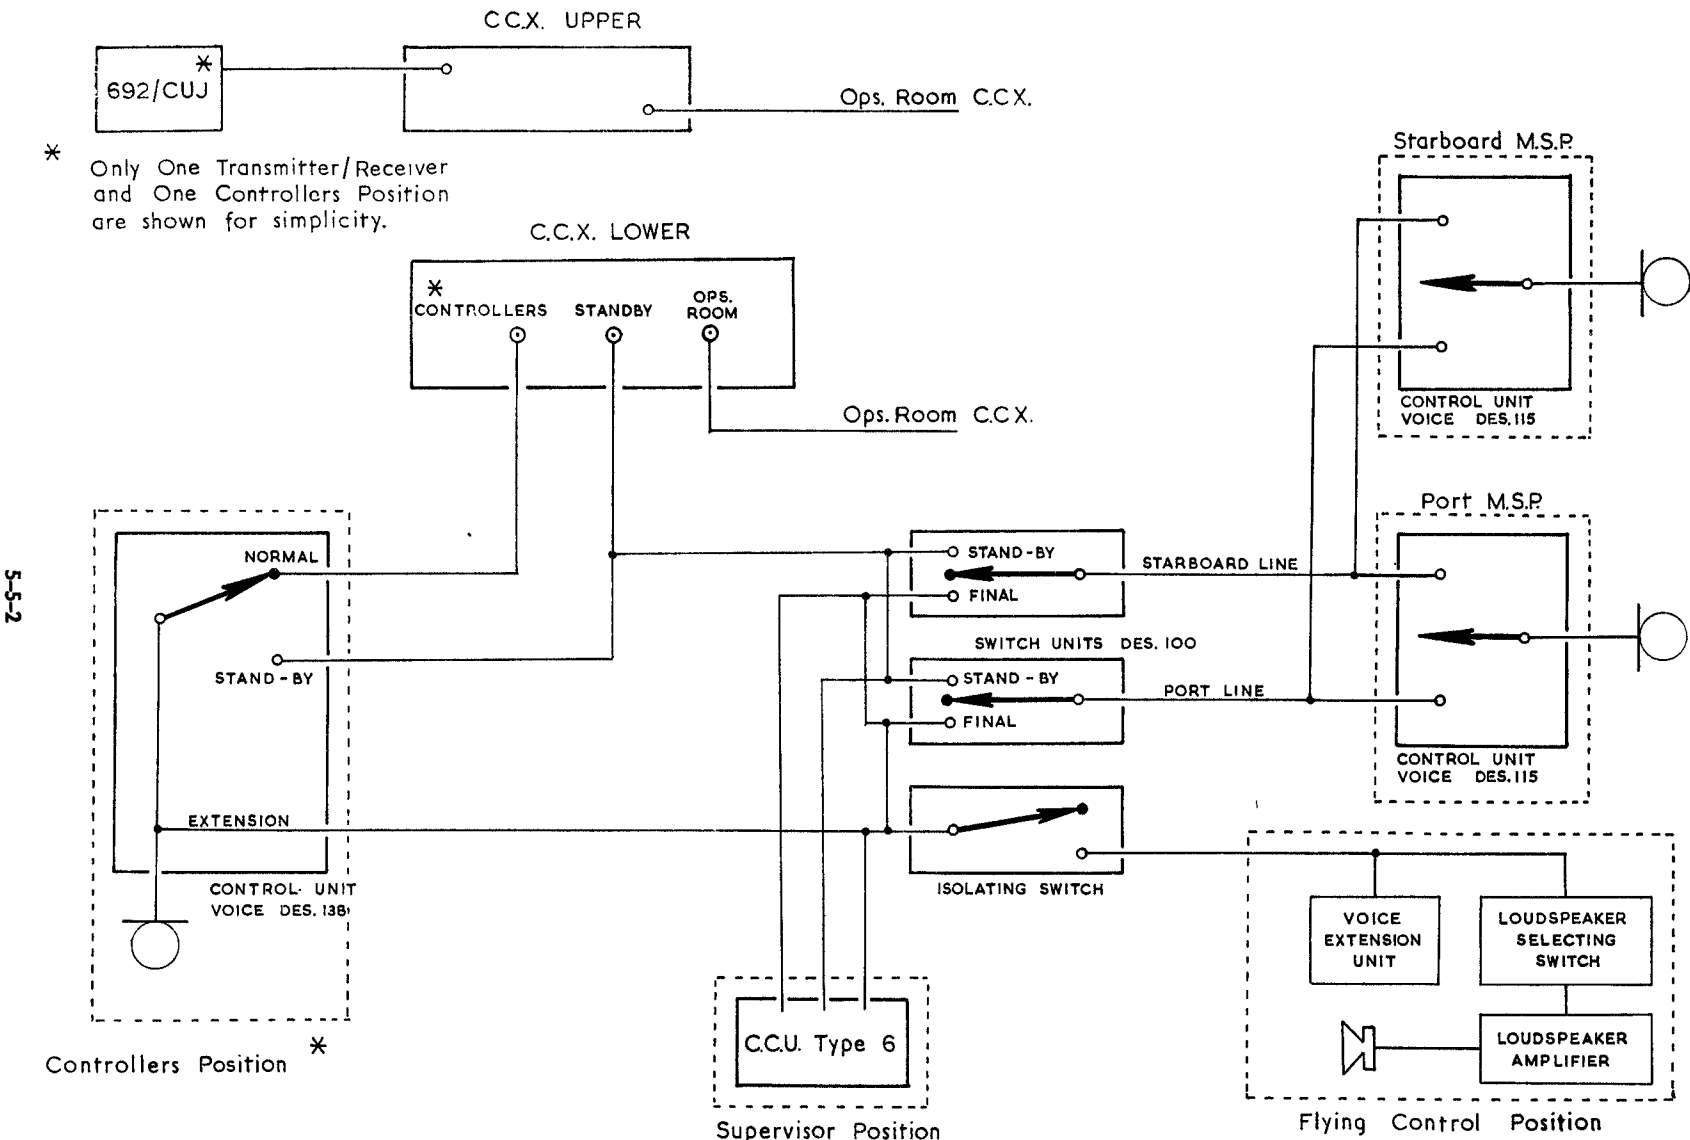 C.C.X. UPPER
*
692/CUJ
Ops. Room C.C.X.
* Only One Transmitter/Receiver
and One Controllers Position
are shown for simplicity.
C.C.X. LOWER
*
CONTROLLERS
STANDBY
OPS.
ROOM
Ops. Room C.C.X.
Starboard M.S.P.
CONTROL UNIT
VOICE DES. 115
Port M.S.P.
CONTROL UNIT
VOICE DES. 115
5-5-2
NORMAL
STAND-BY
EXTENSION
CONTROL UNIT
VOICE DES. 138
Controllers Position *
STAND-BY
FINAL
STARBOARD LINE
SWITCH UNITS DES. 100
STAND-BY
FINAL
PORT LINE
ISOLATING SWITCH
C.C.U. Type 6
Supervisor Position
VOICE
EXTENSION
UNIT
LOUDSPEAKER
SELECTING
SWITCH
LOUDSPEAKER
AMPLIFIER
Flying Control Position